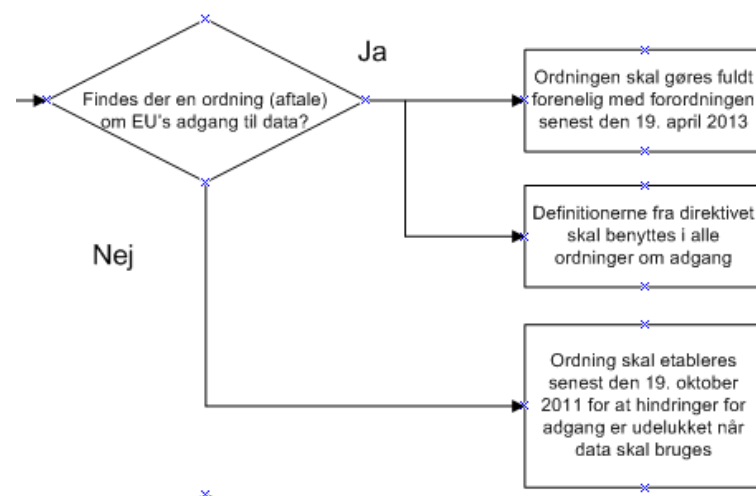 Ja
Findes der en ordning (aftale)
om EU's adgang til data?
Ordningen skal gøres fuldt
forenelig med forordningen
senest den 19. april 2013
Definitionerne fra direktivet
skal benyttes i alle
ordninger om adgang
Nej
Ordning skal etableres
senest den 19. oktober
2011 for at hindringer for
adgang er udelukket når
data skal bruges